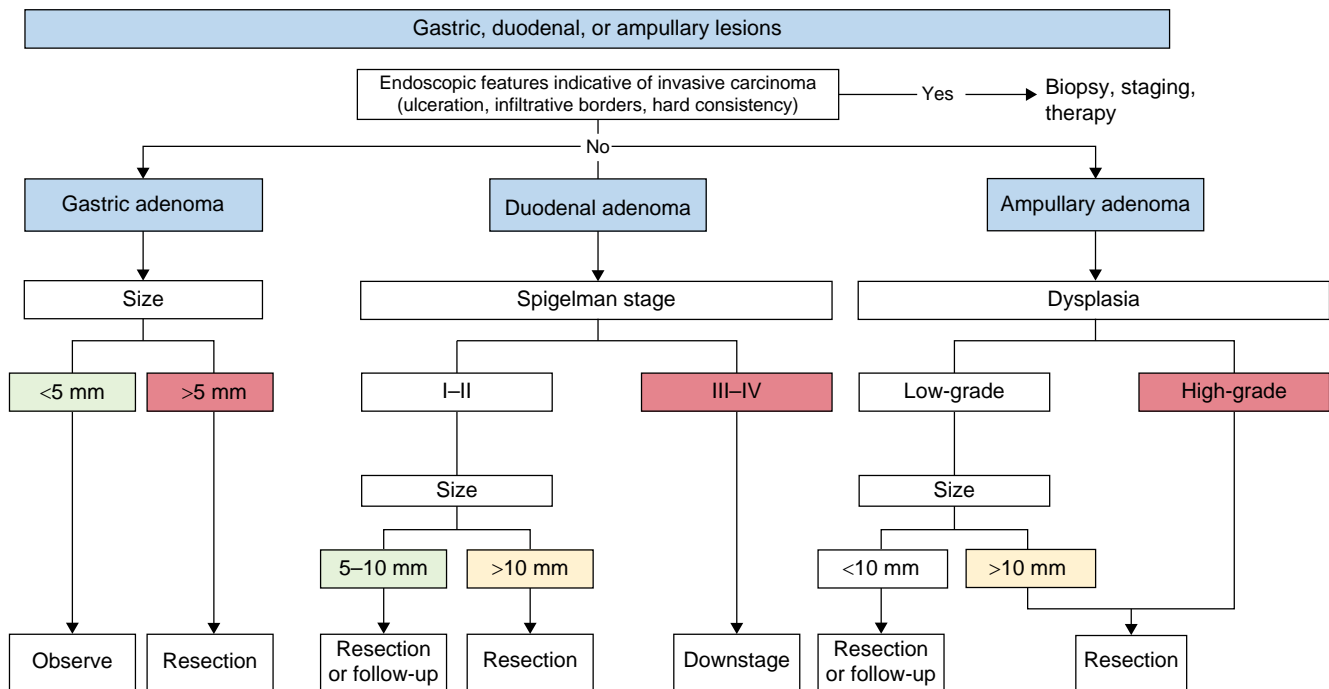 Gastric, duodenal, or ampullary lesions
Endoscopic features indicative of invasive carcinoma
(ulceration, infiltrative borders, hard consistency)
Yes
Biopsy, staging,
therapy
No
Gastric adenoma
Duodenal adenoma
Ampullary adenoma
Size
Spigelman stage
Dysplasia
<5 mm
>5 mm
I–II
III–IV
Low-grade
High-grade
Size
Size
5–10 mm
>10 mm
<10 mm
>10 mm
Observe
Resection
Resection
or follow-up
Resection
Downstage
Resection
or follow-up
Resection